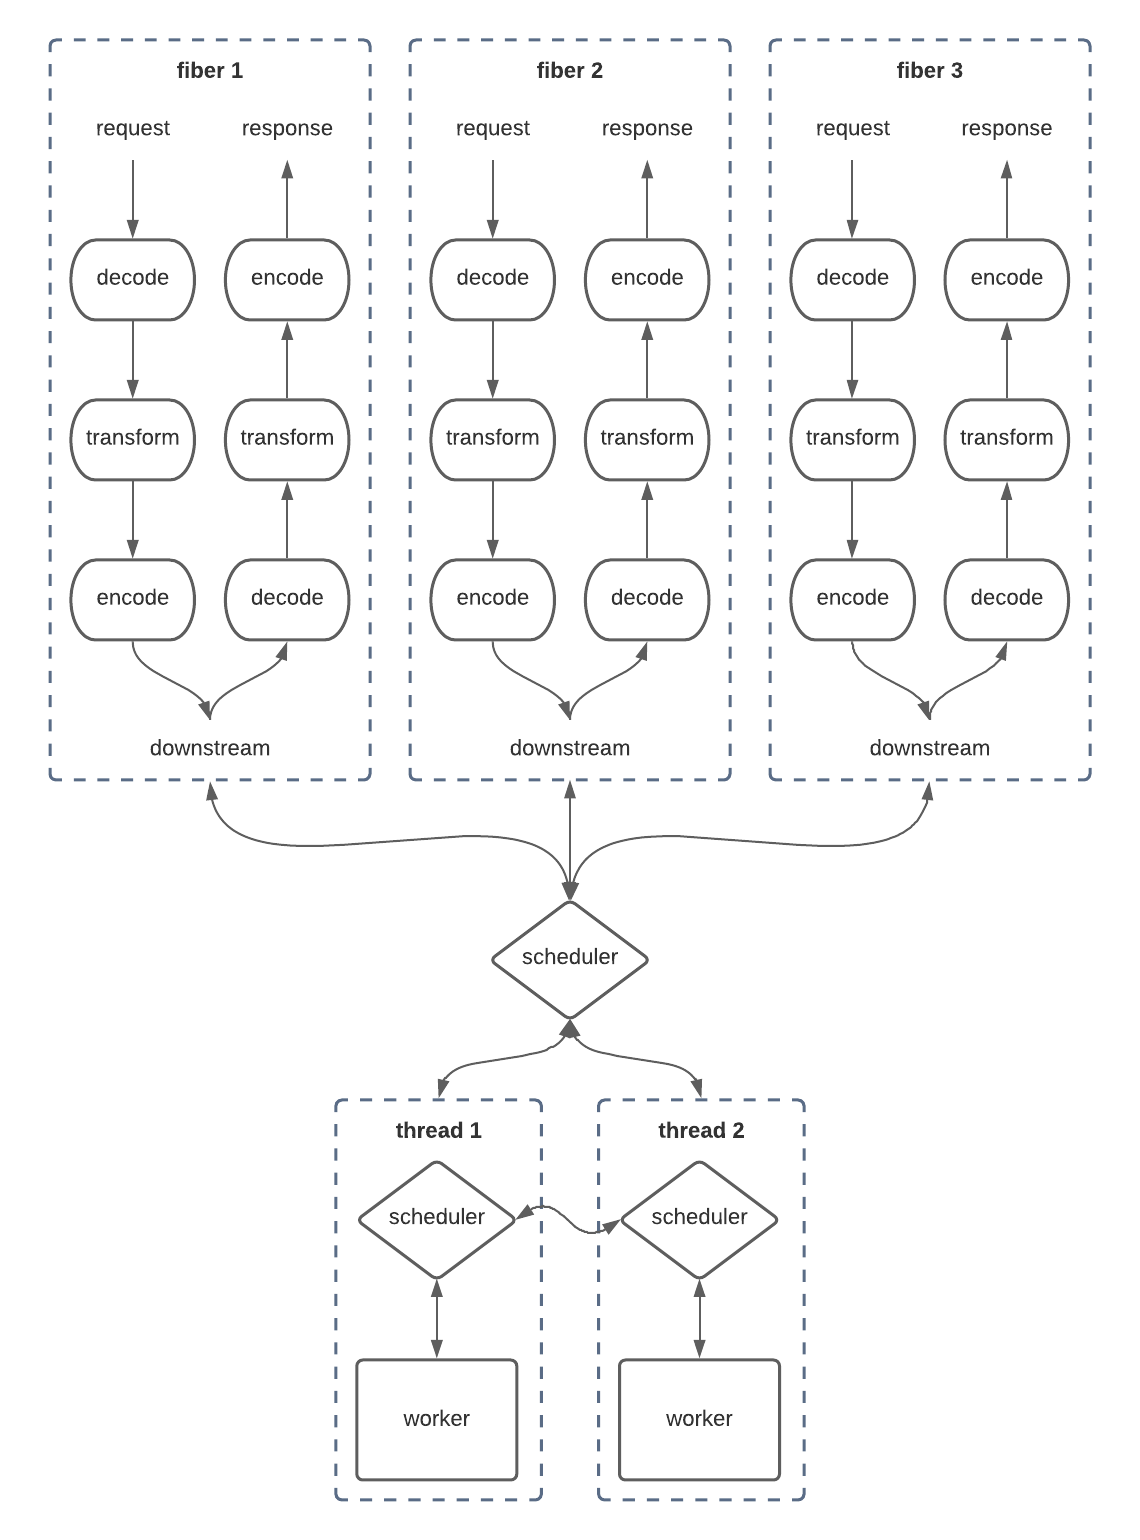 fiber 1
request
response
decode
encode
transform
transform
encode
decode
downstream
fiber 2
request
response
decode
encode
transform
transform
encode
decode
downstream
fiber 3
request
response
decode
encode
transform
transform
encode
decode
downstream
scheduler
thread 1
scheduler
worker
thread 2
scheduler
worker